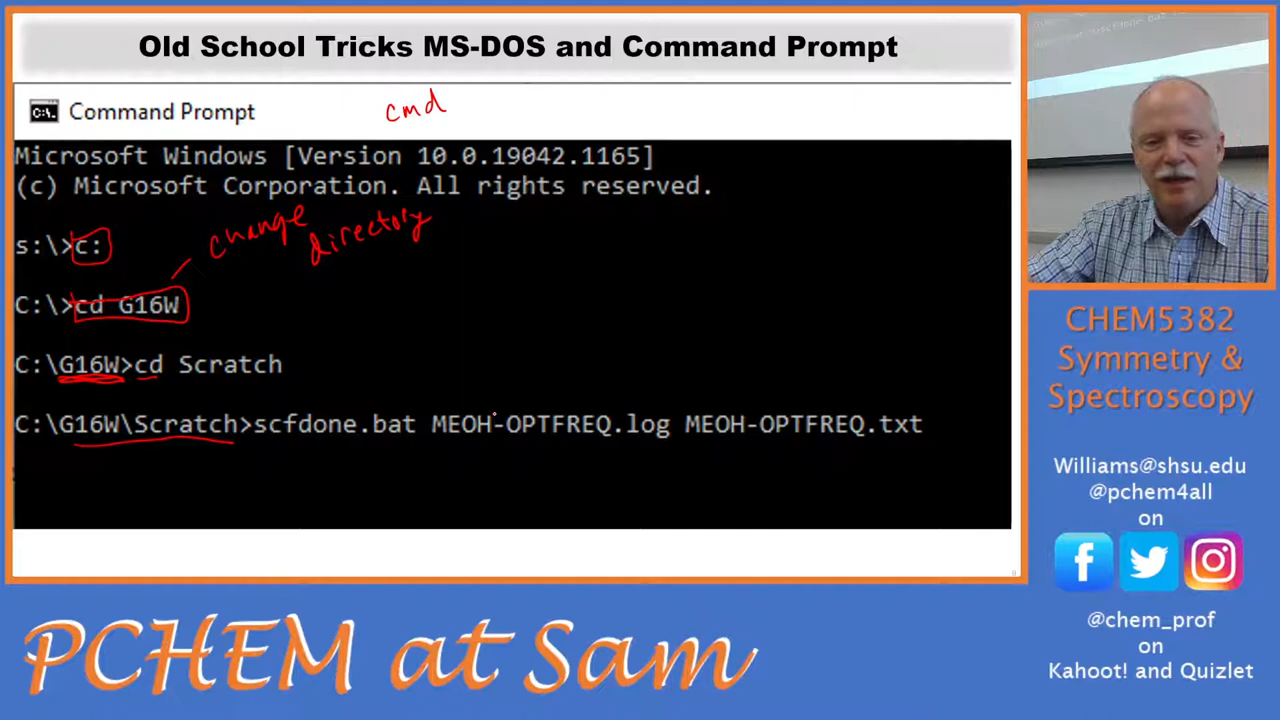 Old School Tricks MS-DOS and Command Prompt
C:\. Command Prompt
cmd
Microsoft Windows [Version 10.0.19042.1165]
(c) Microsoft Corporation. All rights reserved.
change
directory
s:\>c:
C:\>cd G16W
C:\G16W>cd Scratch
C:\G16W\Scratch>scfdone.bat MEOH-OPTFREQ.log MEOH-OPTFREQ.txt
CHEM5382
Symmetry &
Spectroscopy
Williams@shsu.edu
@pchem4all
on
@chem_prof
on
Kahoot! and Quizlet
PCHEM at Sam